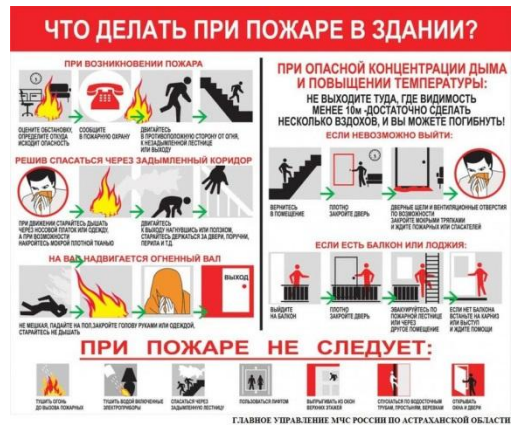 ЧТО ДЕЛАТЬ ПРИ ПОЖАРЕ В ЗДАНИИ?
ПРИ ВОЗНИКНОВЕНИИ ПОЖАРА
ОЦЕНИТЕ ОБСТАНОВКУ,
ОПРЕДЕЛИТЕ ОТКУДА
ИСХОДИТ ОПАСНОСТЬ
СООБЩИТЕ
В ПОЖАРНУЮ ОХРАНУ
ДВИГАЙТЕСЬ
В ПРОТИВОПОЛОЖНУЮ СТОРОНУ ОТ ОГНЯ,
К НЕЗАДЫМЛЕННОЙ ЛЕСТНИЦЕ
ИЛИ ВЫХОДУ
РЕШИВ СПАСАТЬСЯ ЧЕРЕЗ ЗАДЫМЛЕННЫЙ КОРИДОР
ПРИ ДВИЖЕНИИ СТАРАЙТЕСЬ ДЫШАТЬ
ЧЕРЕЗ НОСОВОЙ ПЛАТОК ИЛИ ОДЕЖДУ,
А ПРИ ВОЗМОЖНОСТИ
НАКРОЙТЕСЬ МОКРОЙ ПЛОТНОЙ ТКАНЬЮ
ДВИГАЙТЕСЬ
К ВЫХОДУ НАГНУВШИСЬ ИЛИ ПОЛЗКОМ,
СТАРАЙТЕСЬ ДЕРЖАТЬСЯ ЗА ДВЕРИ, ПОРУЧНИ,
ПЕРИЛА И Т.Д.
НА ВАС НАДВИГАЕТСЯ ОГНЕННЫЙ ВАЛ
ВЫХОД
НЕ МЕШКАЯ, ПАДАЙТЕ НА ПОЛ, ЗАКРОЙТЕ ГОЛОВУ РУКАМИ ИЛИ ОДЕЖДОЙ,
СТАРАЙТЕСЬ НЕ ДЫШАТЬ
ПРИ ОПАСНОЙ КОНЦЕНТРАЦИИ ДЫМА
И ПОВЫЩЕНИИ ТЕМПЕРАТУРЫ:
НЕ ВЫХОДИТЕ ТУДА, ГДЕ ВИДИМОСТЬ
МЕНЕЕ 10м -ДОСТАТОЧНО СДЕЛАТЬ
НЕСКОЛЬКО ВЗДОХОВ, И ВЫ МОЖЕТЕ ПОГИБНУТЬ!
ЕСЛИ НЕВОЗМОЖНО ВЫЙТИ:
ВЕРНИТЕСЬ
В ПОМЕЩЕНИЕ
ПЛОТНО
ЗАКРОЙТЕ ДВЕРЬ
ДВЕРНЫЕ ЩЕЛИ И ВЕНТИЛЯЦИОННЫЕ ОТВЕРСТИЯ
ПО ВОЗМОЖНОСТИ
ЗАКРОЙТЕ МОКРЫМИ ТРЯПКАМИ
И ЖДИТЕ ПОЖАРНЫХ ИЛИ СПАСАТЕЛЕЙ
ЕСЛИ ЕСТЬ БАЛКОН ИЛИ ЛОДЖИЯ:
ВЫЙДИТЕ
НА БАЛКОН
ПЛОТНО
ЗАКРОЙТЕ ДВЕРЬ
ЭВАКУИРУЙТЕСЬ ПО
ПОЖАРНОЙ ЛЕСТНИЦЕ
ИЛИ ЧЕРЕЗ
ДРУГОЕ ПОМЕЩЕНИЕ
ЕСЛИ НЕТ БАЛКОНА
ВСТАНЬТЕ НА КАРНИЗ
ИЛИ ВЫСТУП
И ЖДИТЕ ПОМОЩИ
ПРИ ПОЖАРЕ НЕ СЛЕДУЕТ:
ТУШИТЬ ОГОНЬ
ДО ВЫЗОВА ПОЖАРНЫХ
ТУШИТЬ ВОДОЙ ВКЛЮЧЕННЫЕ
ЭЛЕКТРОПРИБОРЫ
СПАСАТЬСЯ ЧЕРЕЗ
ЗАДЫМЛЕННУЮ ЛЕСТНИЦУ
ПОЛЬЗОВАТЬСЯ ЛИФТОМ
ВЫПРЫГИВАТЬ ИЗ ОКОН
ВЕРХНИХ ЭТАЖЕЙ
СПУСКАТЬСЯ ПО ВОДОСТОЧНЫМ
ТРУБАМ, ПРОСТЫНЯМ, ВЕРЕВКАМ
ОТКРЫВАТЬ
ОКНА И ДВЕРИ
ГЛАВНОЕ УПРАВЛЕНИЕ МЧС РОССИИ ПО АСТРАХАНСКОЙ ОБЛАСТИ